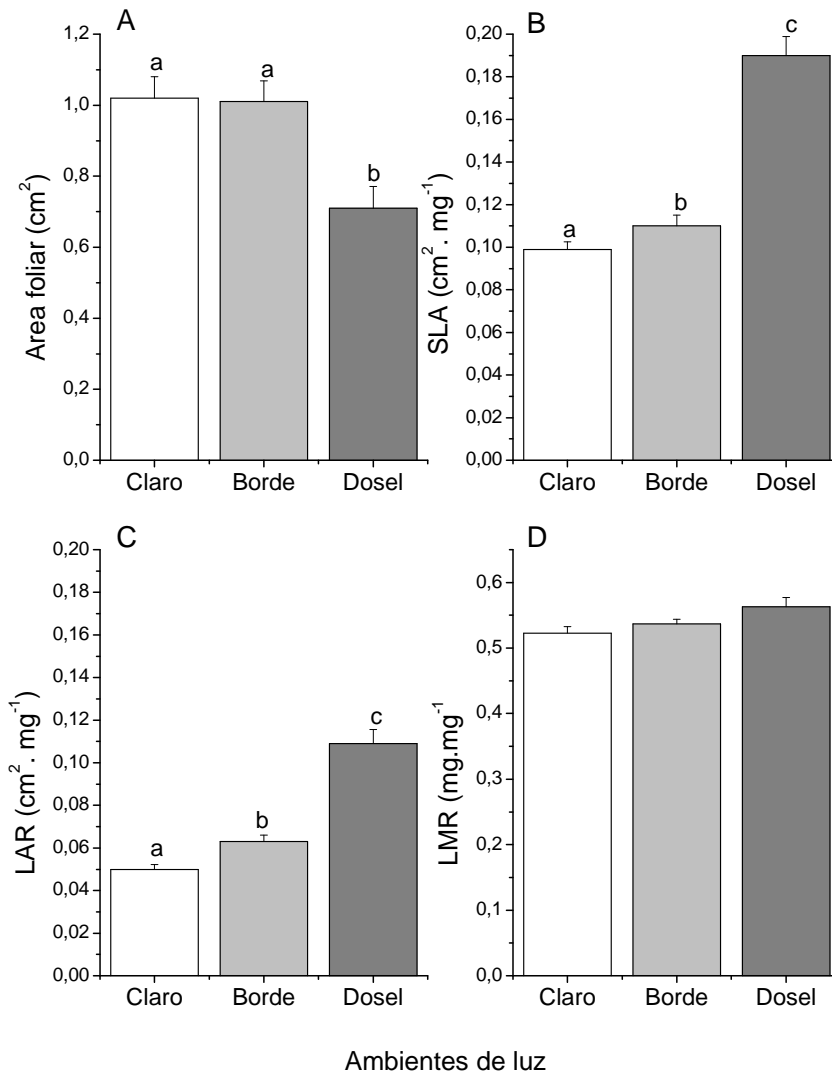 A
Area foliar (cm²)
1,2
1,0
0,8
0,6
0,4
0,2
0,0
a
a
b
Claro Borde Dosel
B
SLA (cm². mg⁻¹)
0,20
0,18
0,16
0,14
0,12
0,10
0,08
0,06
0,04
0,02
0,00
a
b
c
Claro Borde Dosel
C
LAR (cm². mg⁻¹)
0,20
0,18
0,16
0,14
0,12
0,10
0,08
0,06
0,04
0,02
0,00
a
b
c
Claro Borde Dosel
D
LMR (mg.mg⁻¹
0,6
0,5
0,4
0,3
0,2
0,1
0,0
Claro Borde Dosel
Ambientes de luz